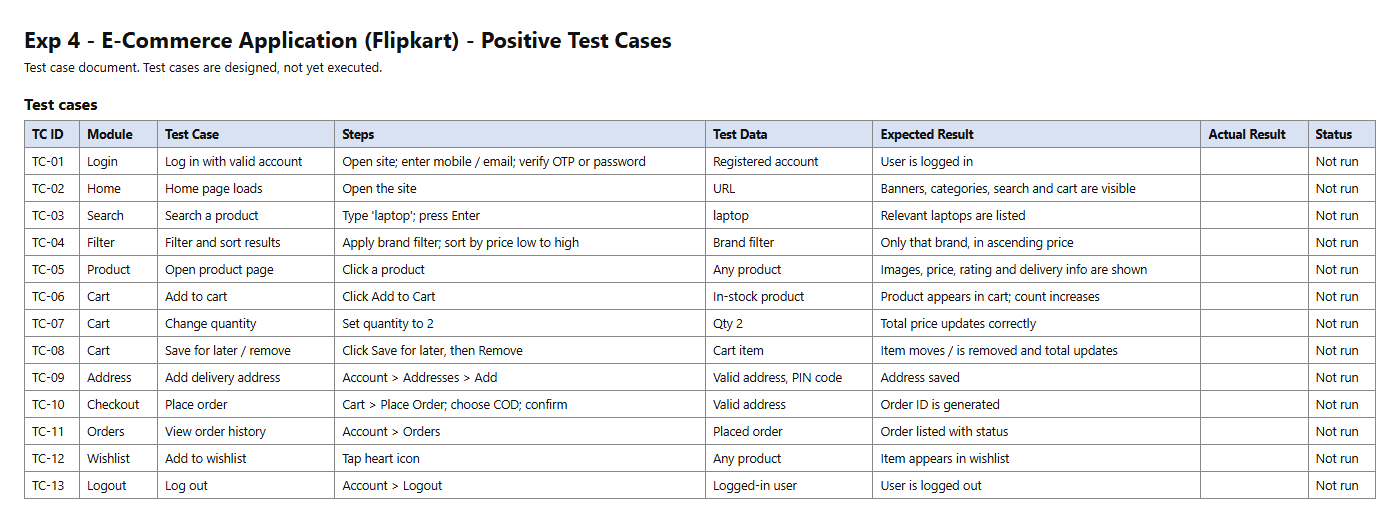 Exp 4 - E-Commerce Application (Flipkart) - Positive Test Cases
Test case document. Test cases are designed, not yet executed.
Test cases
TC ID Module Test Case Steps Test Data Expected Result Actual Result Status
TC-01 Login Log in with valid account Open site; enter mobile / email; verify OTP or password Registered account User is logged in Not run
TC-02 Home Home page loads Open the site URL Banners, categories, search and cart are visible Not run
TC-03 Search Search a product Type 'laptop'; press Enter laptop Relevant laptops are listed Not run
TC-04 Filter Filter and sort results Apply brand filter; sort by price low to high Brand filter Only that brand, in ascending price Not run
TC-05 Product Open product page Click a product Any product Images, price, rating and delivery info are shown Not run
TC-06 Cart Add to cart Click Add to Cart In-stock product Product appears in cart; count increases Not run
TC-07 Cart Change quantity Set quantity to 2 Qty 2 Total price updates correctly Not run
TC-08 Cart Save for later / remove Click Save for later, then Remove Cart item Item moves / is removed and total updates Not run
TC-09 Address Add delivery address Account > Addresses > Add Valid address, PIN code Address saved Not run
TC-10 Checkout Place order Cart > Place Order; choose COD; confirm Valid address Order ID is generated Not run
TC-11 Orders View order history Account > Orders Placed order Order listed with status Not run
TC-12 Wishlist Add to wishlist Tap heart icon Any product Item appears in wishlist Not run
TC-13 Logout Log out Account > Logout Logged-in user User is logged out Not run